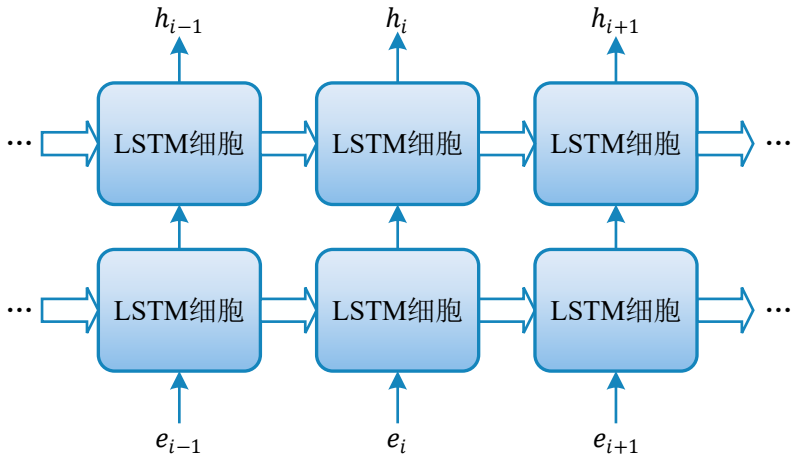 h_{i-1} h_i h_{i+1}
··· LSTM细胞 LSTM细胞 LSTM细胞 ···
··· LSTM细胞 LSTM细胞 LSTM细胞 ···
e_{i-1} e_i e_{i+1}